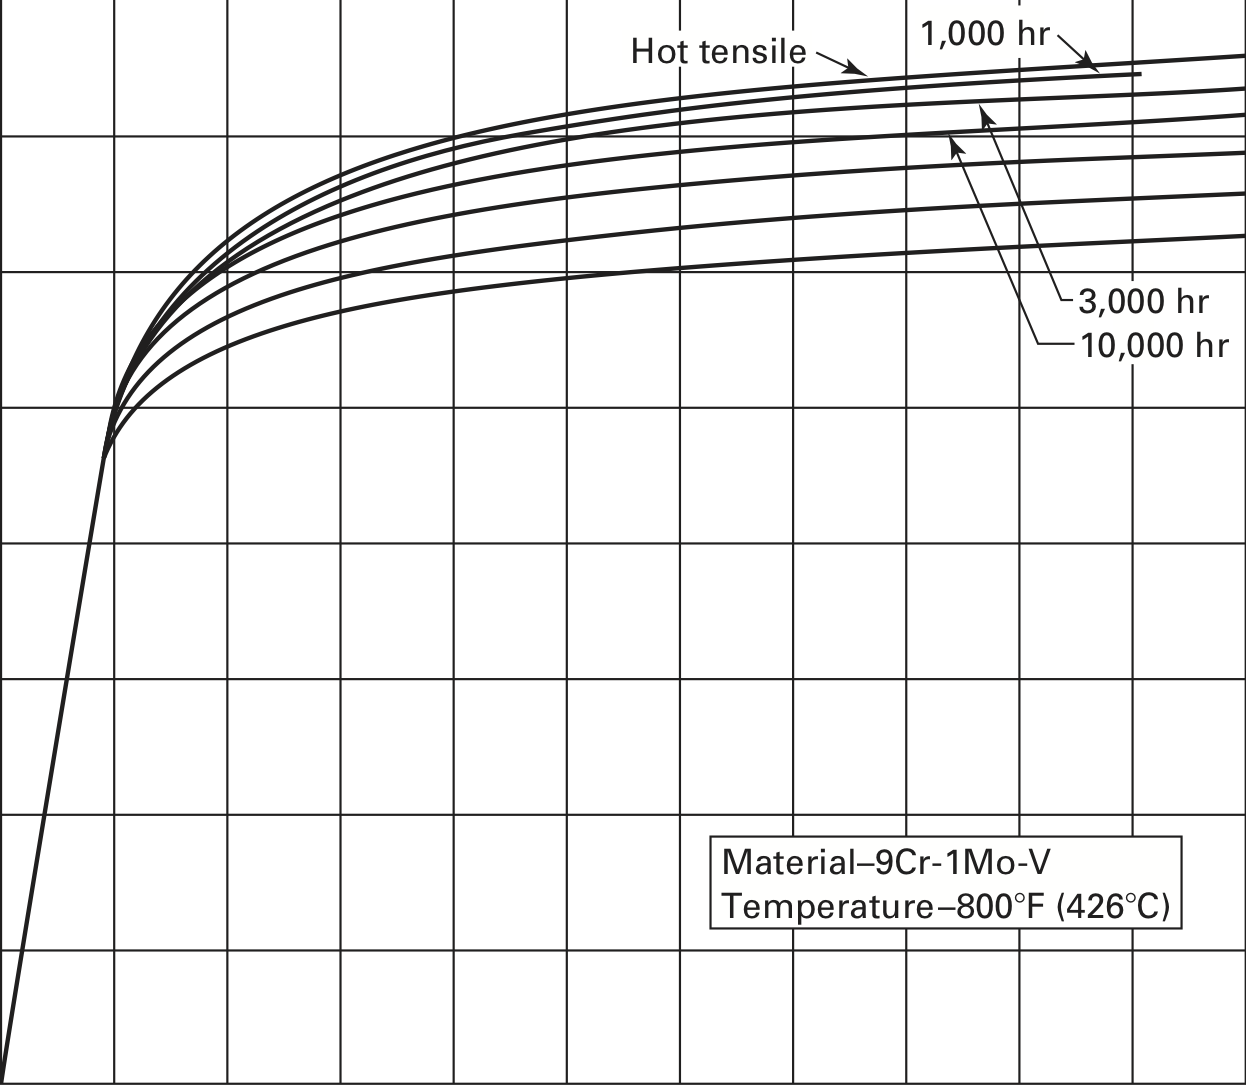 1,000 hr
Hot tensile
3,000 hr
10,000 hr
Material–9Cr-1Mo-V
Temperature–800°F (426°C)